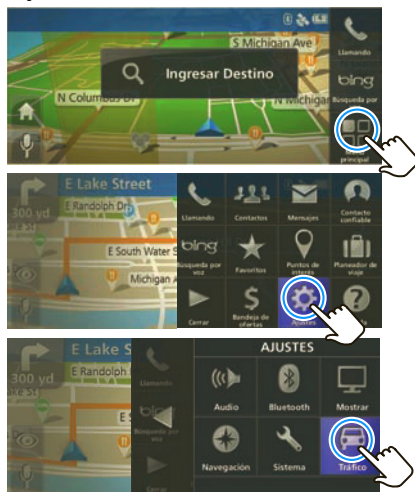 S Michigan Ave
Llamando
Ingresar Destino
bing
Búsqueda por
N Columbus Dr
N Michigan
principal
E Lake Street
300 yd
E Randolph Dr
E South Water S
Michigan A
Llamando
Contactos
Mensajes
Contacto
confiable
bing
Búsqueda por
voz
Favoritos
Puntos de
interés
Planeador de
viaje
Cerrar
Bandeja de
ofertas
Ajustes
E Lake S
300 yd
E Randolph
Llamando
Búsqueda por
voz
Cerrar
AJUSTES
Audio
Bluetooth
Mostrar
Navegación
Sistema
Tráfico